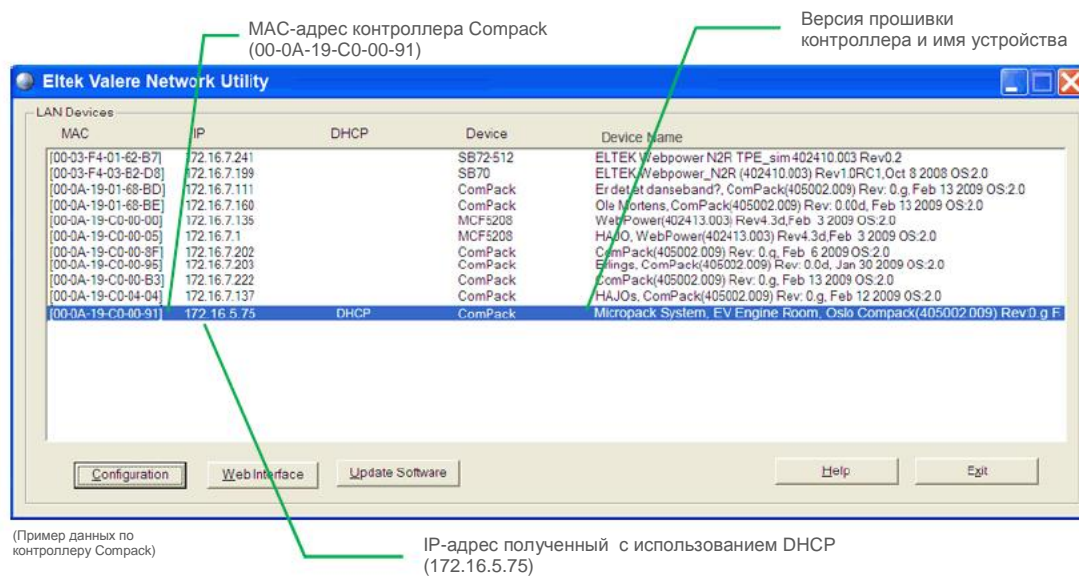 MAC-адрес контроллера Compack
(00-0A-19-C0-00-91)
Версия прошивки
контроллера и имя устройства
Eltek Valere Network Utility
LAN Devices
MAC IP DHCP Device Device Name
[00-03-F4-01-62-B7] 172.16.7.241 SB72-512 ELTEK Webpower N2R TPE_sim 402410.003 Rev0.2
[00-03-F4-03-E2-D8] 172.16.7.199 SB70 ELTEK Webpower_N2R (402410.003) Rev1.0RC1,Oct 8 2008 OS:2.0
[00-0A-19-01-68-BD] 172.16.7.111 ComPack Er det et danseband?, ComPack(405002.009) Rev: 0.g, Feb 13 2009 OS:2.0
[00-0A-19-01-68-BE] 172.16.7.160 ComPack Ole Mortens, ComPack(405002.009) Rev: 0.00d, Feb 13 2009 OS:2.0
[00-0A-19-C0-00-00] 172.16.7.135 MCF5208 WebPower(402413.003) Rev4.3d,Feb 3 2009 OS:2.0
[00-0A-19-C0-00-05] 172.16.7.1 MCF5208 HAJO, WebPower(402413.003) Rev4.3d,Feb 3 2009 OS:2.0
[00-0A-19-C0-00-8F] 172.16.7.202 ComPack ComPack(405002.009) Rev: 0.g, Feb 6 2009 OS:2.0
[00-0A-19-C0-00-95] 172.16.7.203 ComPack Erlings, ComPack(405002.009) Rev: 0.0d, Jan 30 2009 OS:2.0
[00-0A-19-C0-00-B3] 172.16.7.222 ComPack ComPack(405002.009) Rev: 0.g, Feb 13 2009 OS:2.0
[00-0A-19-C0-04-04] 172.16.7.137 ComPack HAJOs, ComPack(405002.009) Rev: 0.g, Feb 12 2009 OS:2.0
[00-0A-19-C0-00-91] 172.16.5.75 DHCP ComPack Micropack System, EV Engine Room, Oslo Compack(405002.009) Rev:0.g F
Configuration Web Interface Update Software Help Exit
(Пример данных по
контроллеру Compack)
IP-адрес полученный с использованием DHCP
(172.16.5.75)